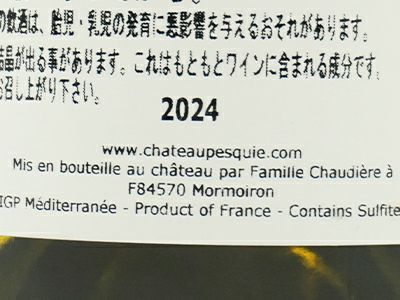 の飲酒は、胎児・乳児の発育に悪影響を与えるおそれがあります。
結晶が出る事があります。これはもともとワインに含まれる成分です。
お召し上がり下さい。
2024
www.chateaupesquie.com
Mis en bouteille au château par Famille Chaudière à
F84570 Mormoiron
IGP Méditerranée - Product of France - Contains Sulfite